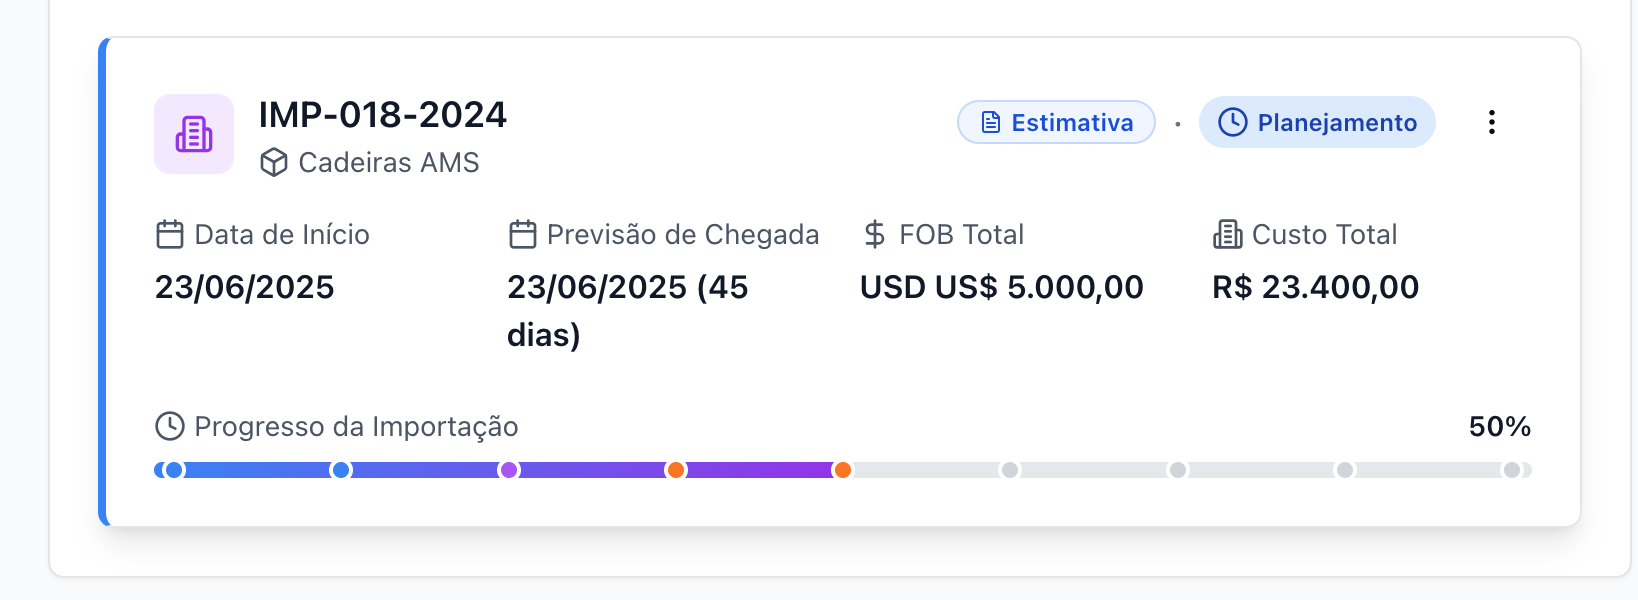 IMP-018-2024
Cadeiras AMS
Estimativa · Planejamento
Data de Início
23/06/2025
Previsão de Chegada
23/06/2025 (45
dias)
FOB Total
USD US$ 5.000,00
Custo Total
R$ 23.400,00
Progresso da Importação
50%